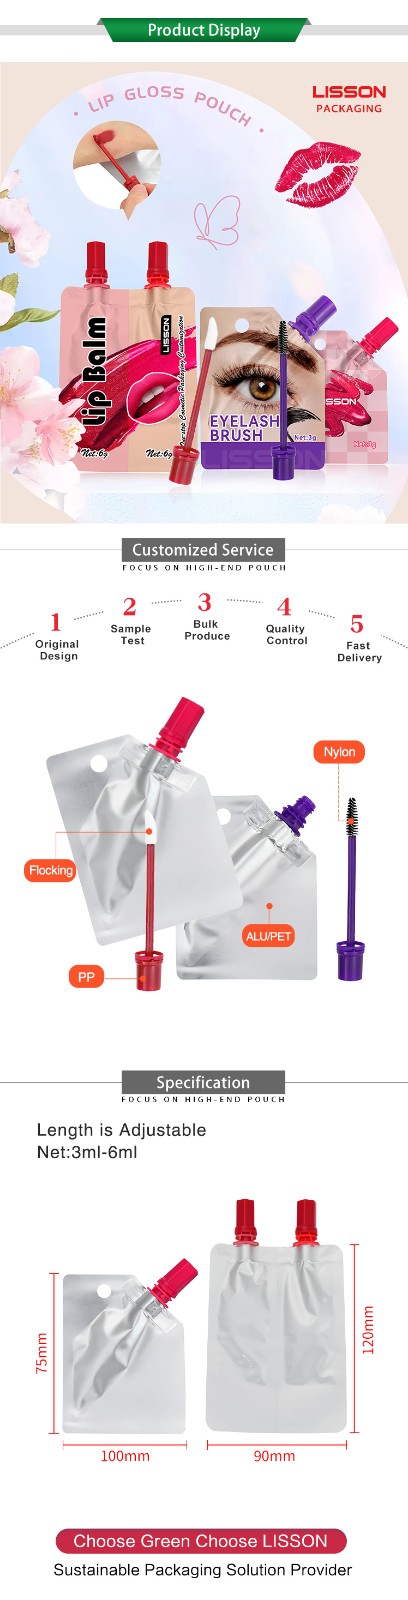 Product Display
LISSON
PACKAGING
• LIP GLOSS POUCH •
Lip Balm
LISSON
Net:6g
Net:6g
EYELASH
BRUSH
Net:3g
LISSON
SSON
Net:3g
Customized Service
FOCUS ON HIGH-END POUCH
1
Original
Design
2
Sample
Test
3
Bulk
Produce
4
Quality
Control
5
Fast
Delivery
Nylon
Flocking
ALU/PET
PP
Specification
FOCUS ON HIGH-END POUCH
Length is Adjustable
Net:3ml-6ml
75mm
100mm
120mm
90mm
Choose Green Choose LISSON
Sustainable Packaging Solution Provider